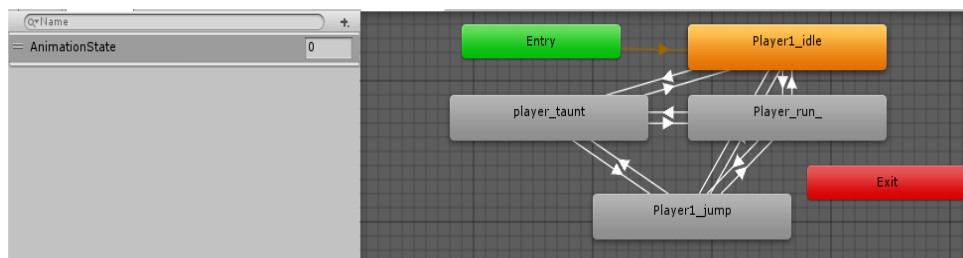 Name
AnimationState
0
Entry
Player1_idle
player_taunt
Player_run_
Exit
Player1_jump